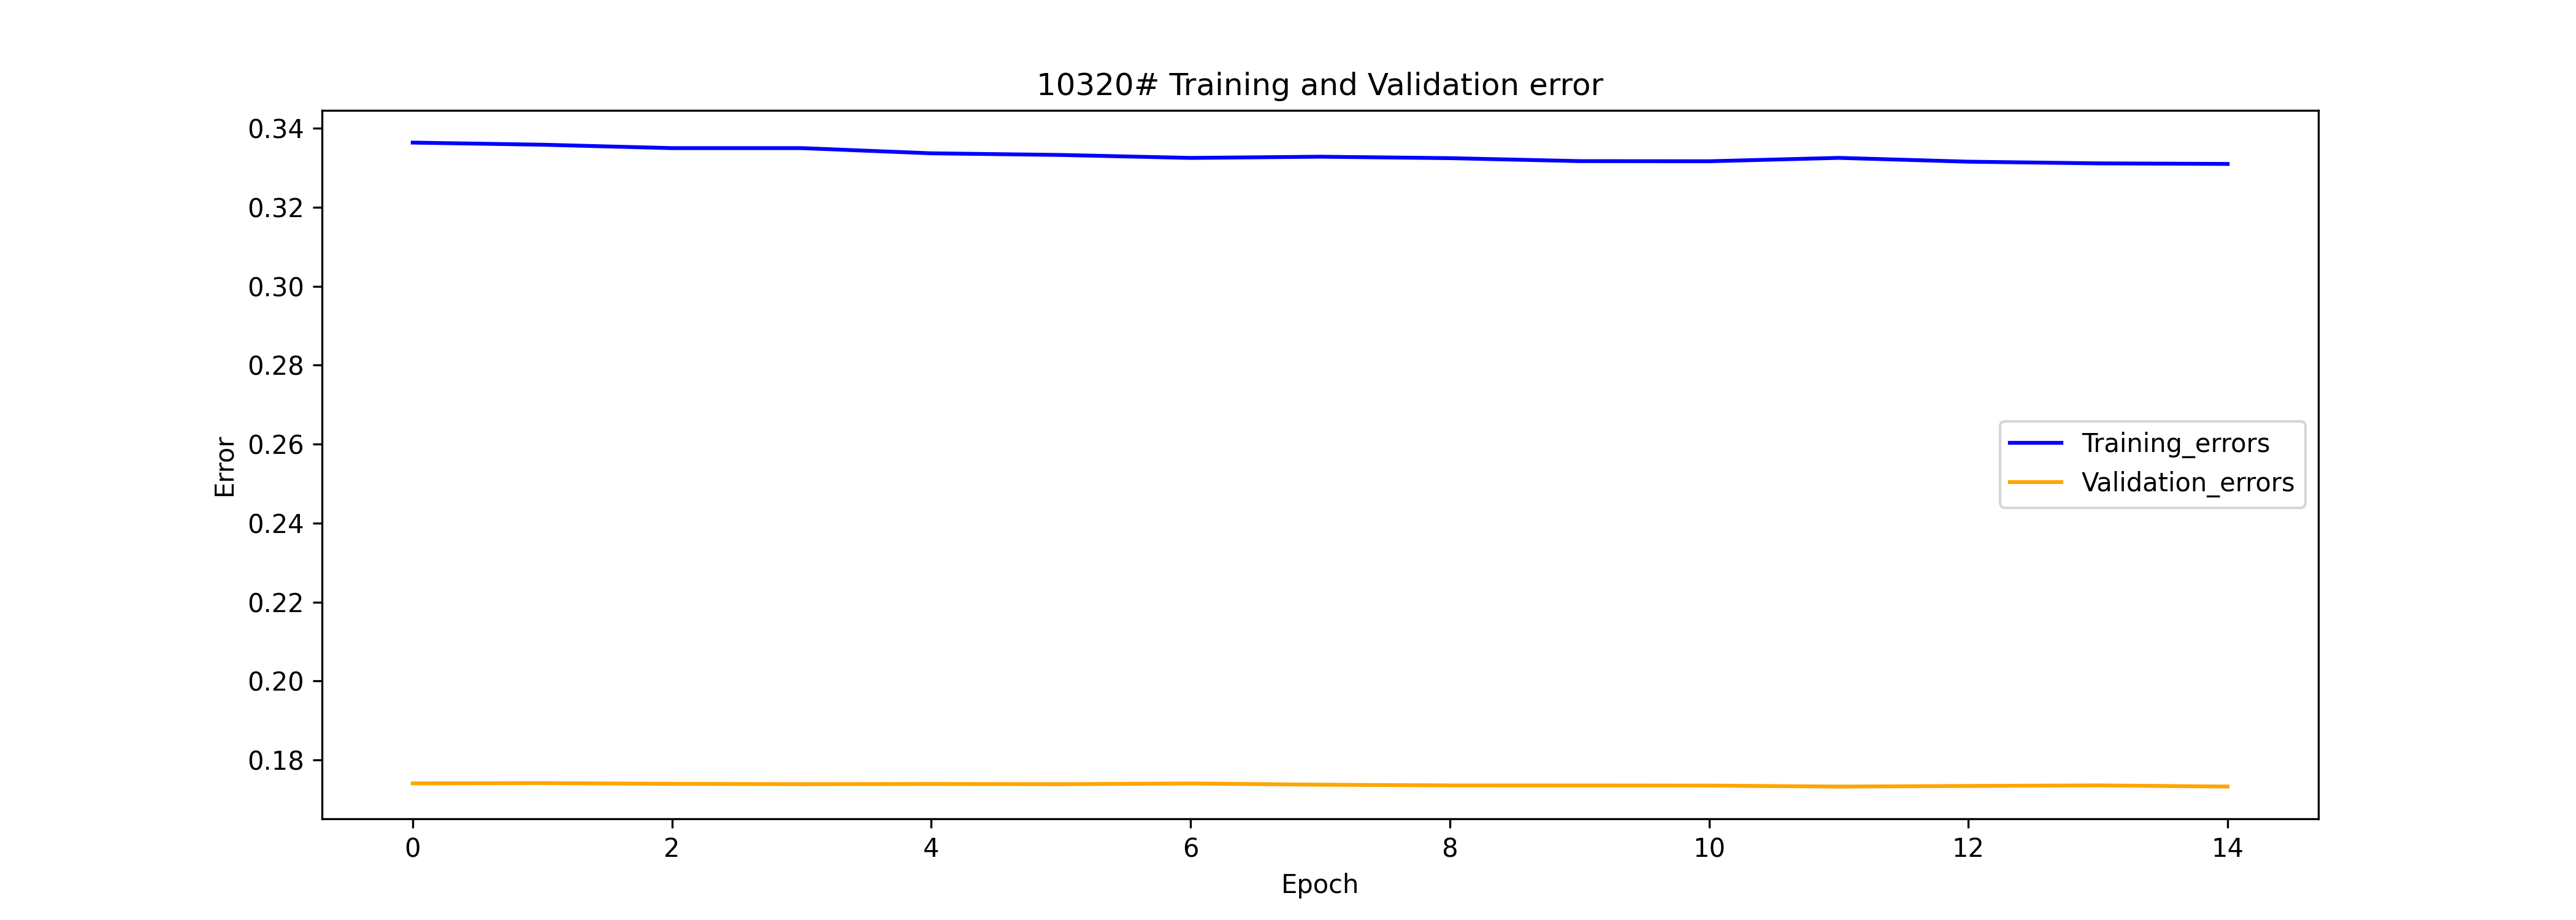 10320# Training and Validation error
0.34
0.32
0.30
0.28
0.26
0.24
0.22
0.20
0.18
Error
Training_errors
Validation_errors
0 2 4 6 8 10 12 14
Epoch